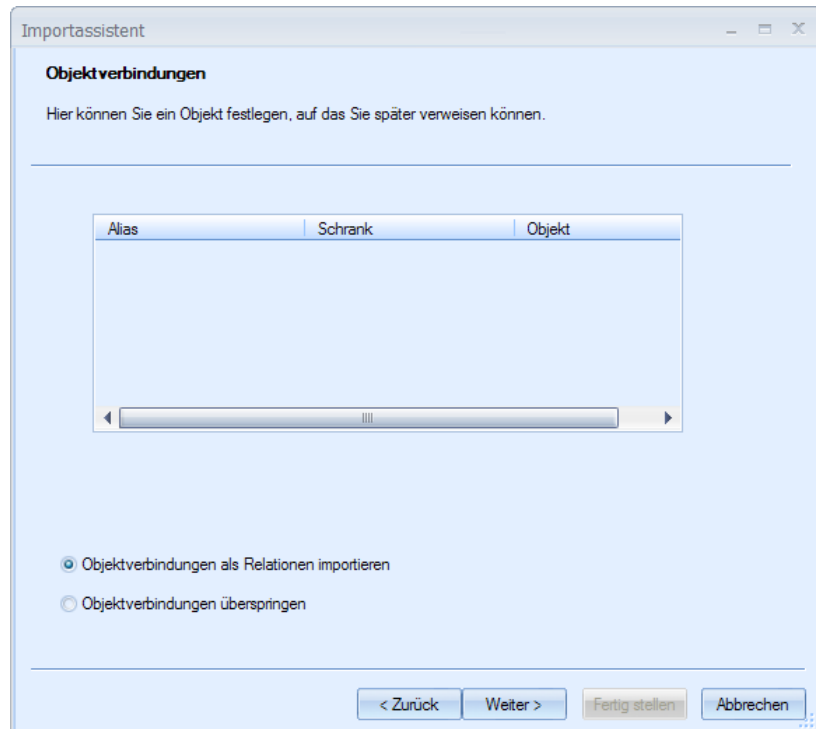 Importassistent
Objektverbindungen
Hier können Sie ein Objekt festlegen, auf das Sie später verweisen können.
Alias Schrank Objekt
Objektverbindungen als Relationen importieren
Objektverbindungen überspringen
< Zurück Weiter > Fertig stellen Abbrechen